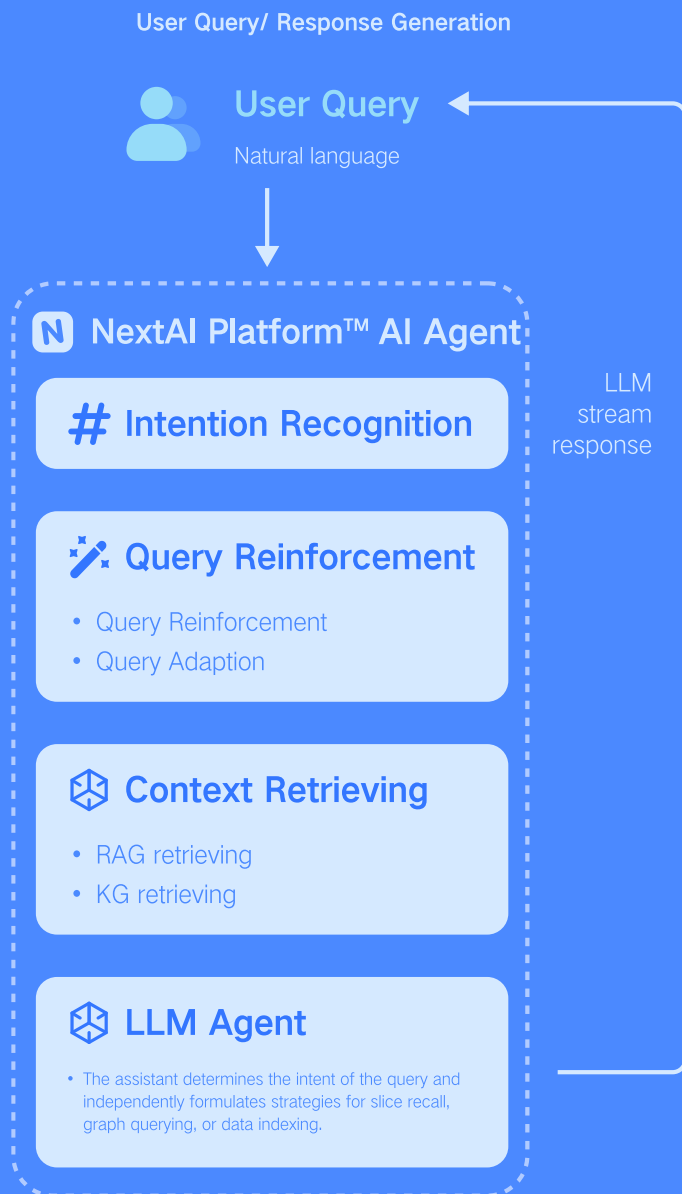 User Query/ Response Generation
User Query
Natural language
N NextAI Platform™ AI Agent
LLM
stream
response
# Intention Recognition
Query Reinforcement
• Query Reinforcement
• Query Adaption
Context Retrieving
• RAG retrieving
• KG retrieving
LLM Agent
• The assistant determines the intent of the query and
independently formulates strategies for slice recall,
graph querying, or data indexing.